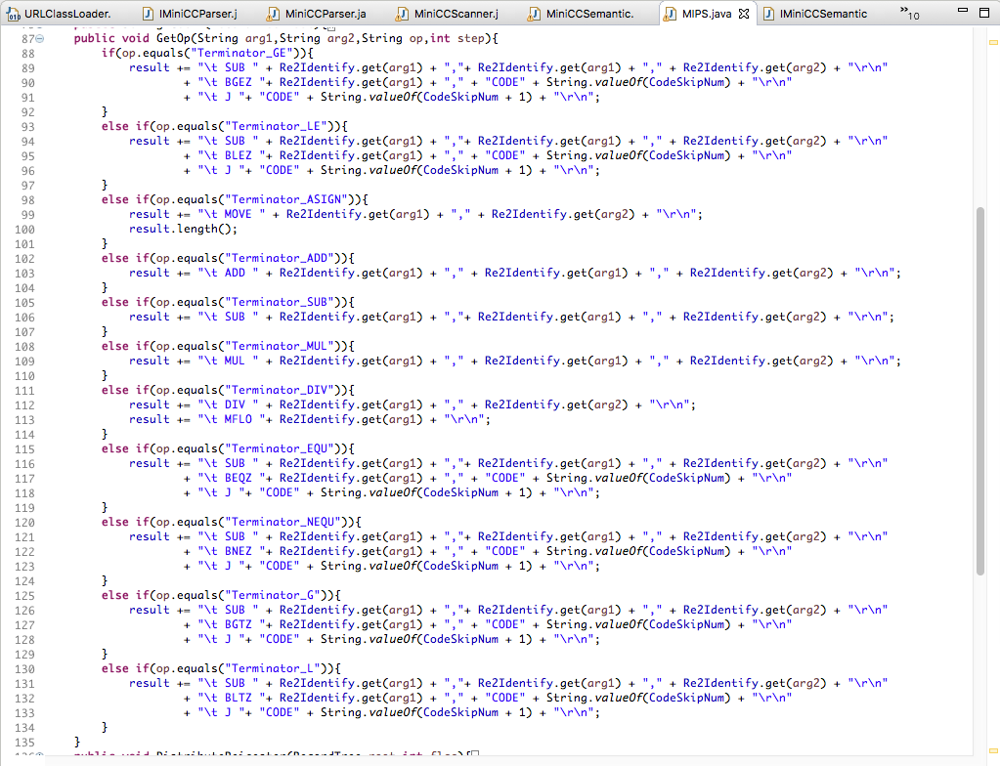 URLClassLoader. IMiniCCParser.j MiniCCParser.ja MiniCCScanner.j MiniCCSemantic. MIPS.java IMiniCCSemantic »10
87 public void GetOp(String arg1,String arg2,String op,int step){
88 if(op.equals("Terminator_GE")){
89 result += "\t SUB " + Re2Identify.get(arg1) + ","+ Re2Identify.get(arg1) + "," + Re2Identify.get(arg2) + "\r\n"
90 + "\t BGEZ "+ Re2Identify.get(arg1) + "," + "CODE" + String.valueOf(CodeSkipNum) + "\r\n"
91 + "\t J "+ "CODE" + String.valueOf(CodeSkipNum + 1) + "\r\n";
92 }
93 else if(op.equals("Terminator_LE")){
94 result += "\t SUB " + Re2Identify.get(arg1) + ","+ Re2Identify.get(arg1) + "," + Re2Identify.get(arg2) + "\r\n"
95 + "\t BLEZ "+ Re2Identify.get(arg1) + "," + "CODE" + String.valueOf(CodeSkipNum) + "\r\n"
96 + "\t J "+ "CODE" + String.valueOf(CodeSkipNum + 1) + "\r\n";
97 }
98 else if(op.equals("Terminator_ASIGN")){
99 result += "\t MOVE " + Re2Identify.get(arg1) + "," + Re2Identify.get(arg2) + "\r\n";
100 result.length();
101 }
102 else if(op.equals("Terminator_ADD")){
103 result += "\t ADD " + Re2Identify.get(arg1) + "," + Re2Identify.get(arg1) + "," + Re2Identify.get(arg2) + "\r\n";
104 }
105 else if(op.equals("Terminator_SUB")){
106 result += "\t SUB " + Re2Identify.get(arg1) + ","+ Re2Identify.get(arg1) + "," + Re2Identify.get(arg2) + "\r\n";
107 }
108 else if(op.equals("Terminator_MUL")){
109 result += "\t MUL " + Re2Identify.get(arg1) + "," + Re2Identify.get(arg1) + "," + Re2Identify.get(arg2) + "\r\n";
110 }
111 else if(op.equals("Terminator_DIV")){
112 result += "\t DIV " + Re2Identify.get(arg1) + "," + Re2Identify.get(arg2) + "\r\n";
113 result += "\t MFLO "+ Re2Identify.get(arg1) + "\r\n";
114 }
115 else if(op.equals("Terminator_EQU")){
116 result += "\t SUB " + Re2Identify.get(arg1) + ","+ Re2Identify.get(arg1) + "," + Re2Identify.get(arg2) + "\r\n"
117 + "\t BEQZ "+ Re2Identify.get(arg1) + "," + "CODE" + String.valueOf(CodeSkipNum) + "\r\n"
118 + "\t J "+ "CODE" + String.valueOf(CodeSkipNum + 1) + "\r\n";
119 }
120 else if(op.equals("Terminator_NEQU")){
121 result += "\t SUB " + Re2Identify.get(arg1) + ","+ Re2Identify.get(arg1) + "," + Re2Identify.get(arg2) + "\r\n"
122 + "\t BNEZ "+ Re2Identify.get(arg1) + "," + "CODE" + String.valueOf(CodeSkipNum) + "\r\n"
123 + "\t J "+ "CODE" + String.valueOf(CodeSkipNum + 1) + "\r\n";
124 }
125 else if(op.equals("Terminator_G")){
126 result += "\t SUB " + Re2Identify.get(arg1) + ","+ Re2Identify.get(arg1) + "," + Re2Identify.get(arg2) + "\r\n"
127 + "\t BGTZ "+ Re2Identify.get(arg1) + "," + "CODE" + String.valueOf(CodeSkipNum) + "\r\n"
128 + "\t J "+ "CODE" + String.valueOf(CodeSkipNum + 1) + "\r\n";
129 }
130 else if(op.equals("Terminator_L")){
131 result += "\t SUB " + Re2Identify.get(arg1) + ","+ Re2Identify.get(arg1) + "," + Re2Identify.get(arg2) + "\r\n"
132 + "\t BLTZ "+ Re2Identify.get(arg1) + "," + "CODE" + String.valueOf(CodeSkipNum) + "\r\n"
133 + "\t J "+ "CODE" + String.valueOf(CodeSkipNum + 1) + "\r\n";
134 }
135 }